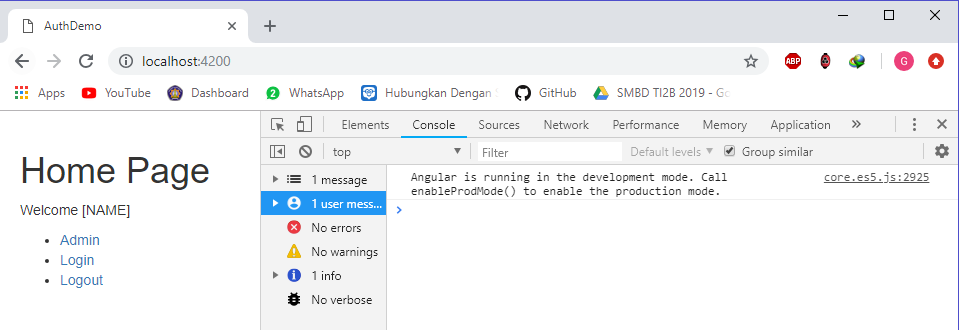 AuthDemo
localhost:4200
ABP
G
Apps YouTube Dashboard 2 WhatsApp Hubungkan Dengan S GitHub SMBD TI2B 2019 - Go
Home Page
Welcome [NAME]
Admin
Login
Logout
Elements Console Sources Network Performance Memory Application
top Filter Default levels Group similar
1 message
1 user mess...
No errors
No warnings
1 info
No verbose
Angular is running in the development mode. Call core.es5.js:2925
enableProdMode() to enable the production mode.